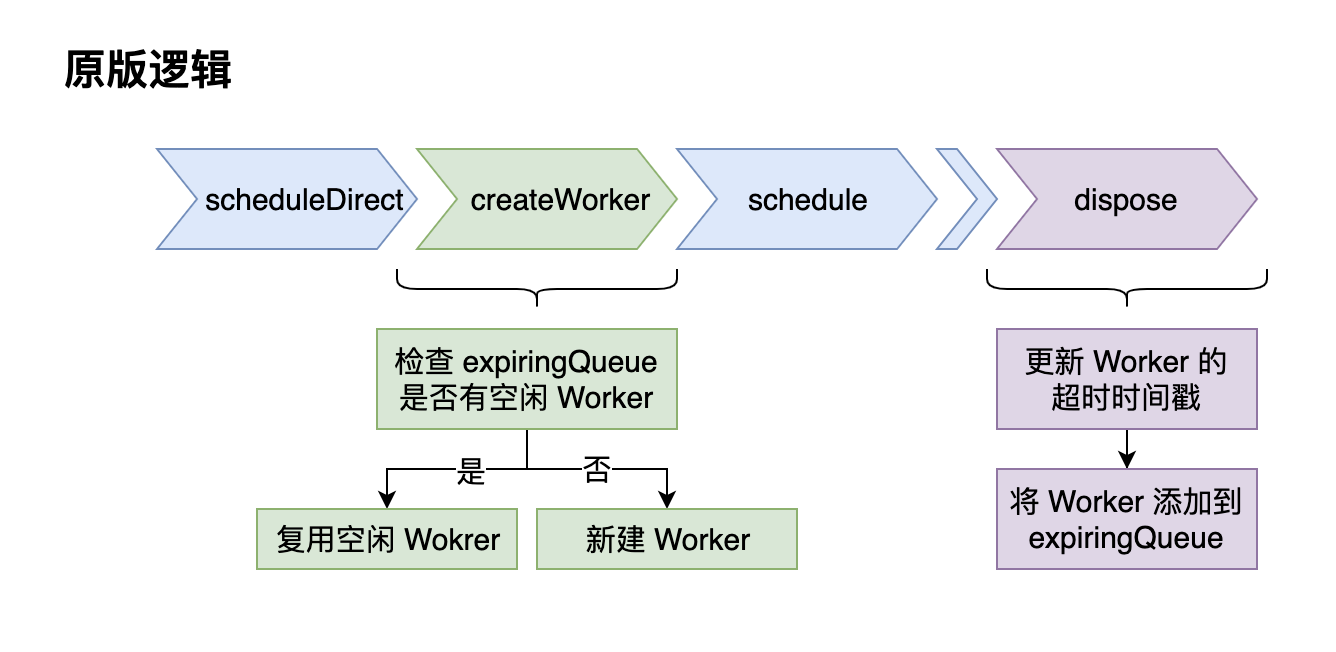 原版逻辑
scheduleDirect
createWorker
schedule
dispose
检查 expiringQueue
是否有空闲 Worker
是
否
复用空闲 Wokrer
新建 Worker
更新 Worker 的
超时时间戳
将 Worker 添加到
expiringQueue